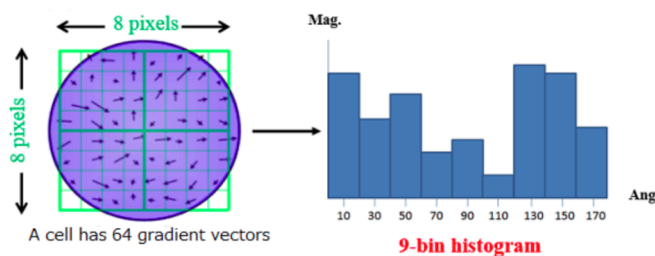 8 pixels
8 pixels
A cell has 64 gradient vectors
Mag.
10 30 50 70 90 110 130 150 170
Ang
9-bin histogram